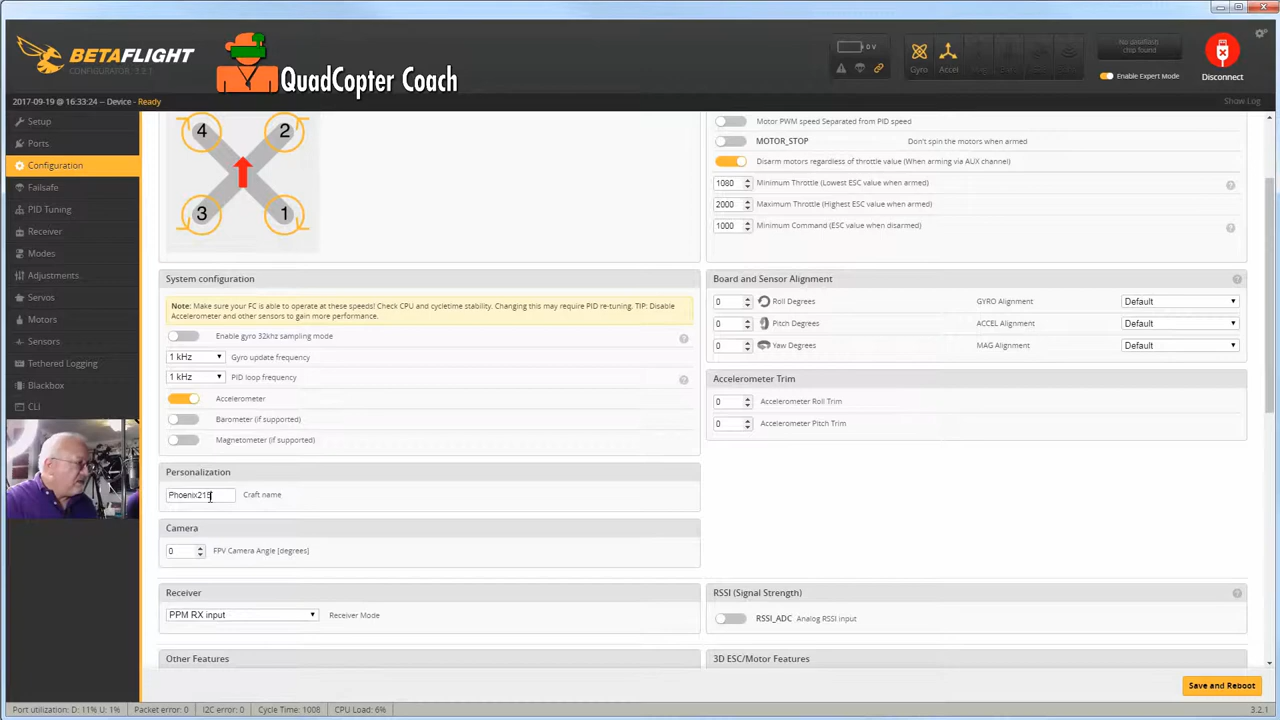 BETAFLIGHT
CONFIGURATOR 3.2.1
QuadCopter Coach
0 V
Gyro
Accel
No dataflash
chip found
Enable Expert Mode
Disconnect
2017-09-19 @ 16:33:24 -- Device - Ready
Show Log
Setup
Ports
Configuration
Failsafe
PID Tuning
Receiver
Modes
Adjustments
Servos
Motors
Sensors
Tethered Logging
Blackbox
CLI
4
2
3
1
Motor PWM speed Separated from PID speed
MOTOR_STOP Don't spin the motors when armed
Disarm motors regardless of throttle value (When arming via AUX channel)
1080 Minimum Throttle (Lowest ESC value when armed)
2000 Maximum Throttle (Highest ESC value when armed)
1000 Minimum Command (ESC value when disarmed)
System configuration
Note: Make sure your FC is able to operate at these speeds! Check CPU and cycletime stability. Changing this may require PID re-tuning. TIP: Disable
Accelerometer and other sensors to gain more performance.
Enable gyro 32khz sampling mode
1 kHz Gyro update frequency
1 kHz PID loop frequency
Accelerometer
Barometer (if supported)
Magnetometer (if supported)
Board and Sensor Alignment
0 Roll Degrees GYRO Alignment Default
0 Pitch Degrees ACCEL Alignment Default
0 Yaw Degrees MAG Alignment Default
Accelerometer Trim
0 Accelerometer Roll Trim
0 Accelerometer Pitch Trim
Personalization
Phoenix215 Craft name
Camera
0 FPV Camera Angle [degrees]
Receiver
PPM RX input Receiver Mode
RSSI (Signal Strength)
RSSI_ADC Analog RSSI input
Other Features
3D ESC/Motor Features
Save and Reboot
Port utilization: D: 11% U: 1% Packet error: 0 I2C error: 0 Cycle Time: 1008 CPU Load: 6% 3.2.1